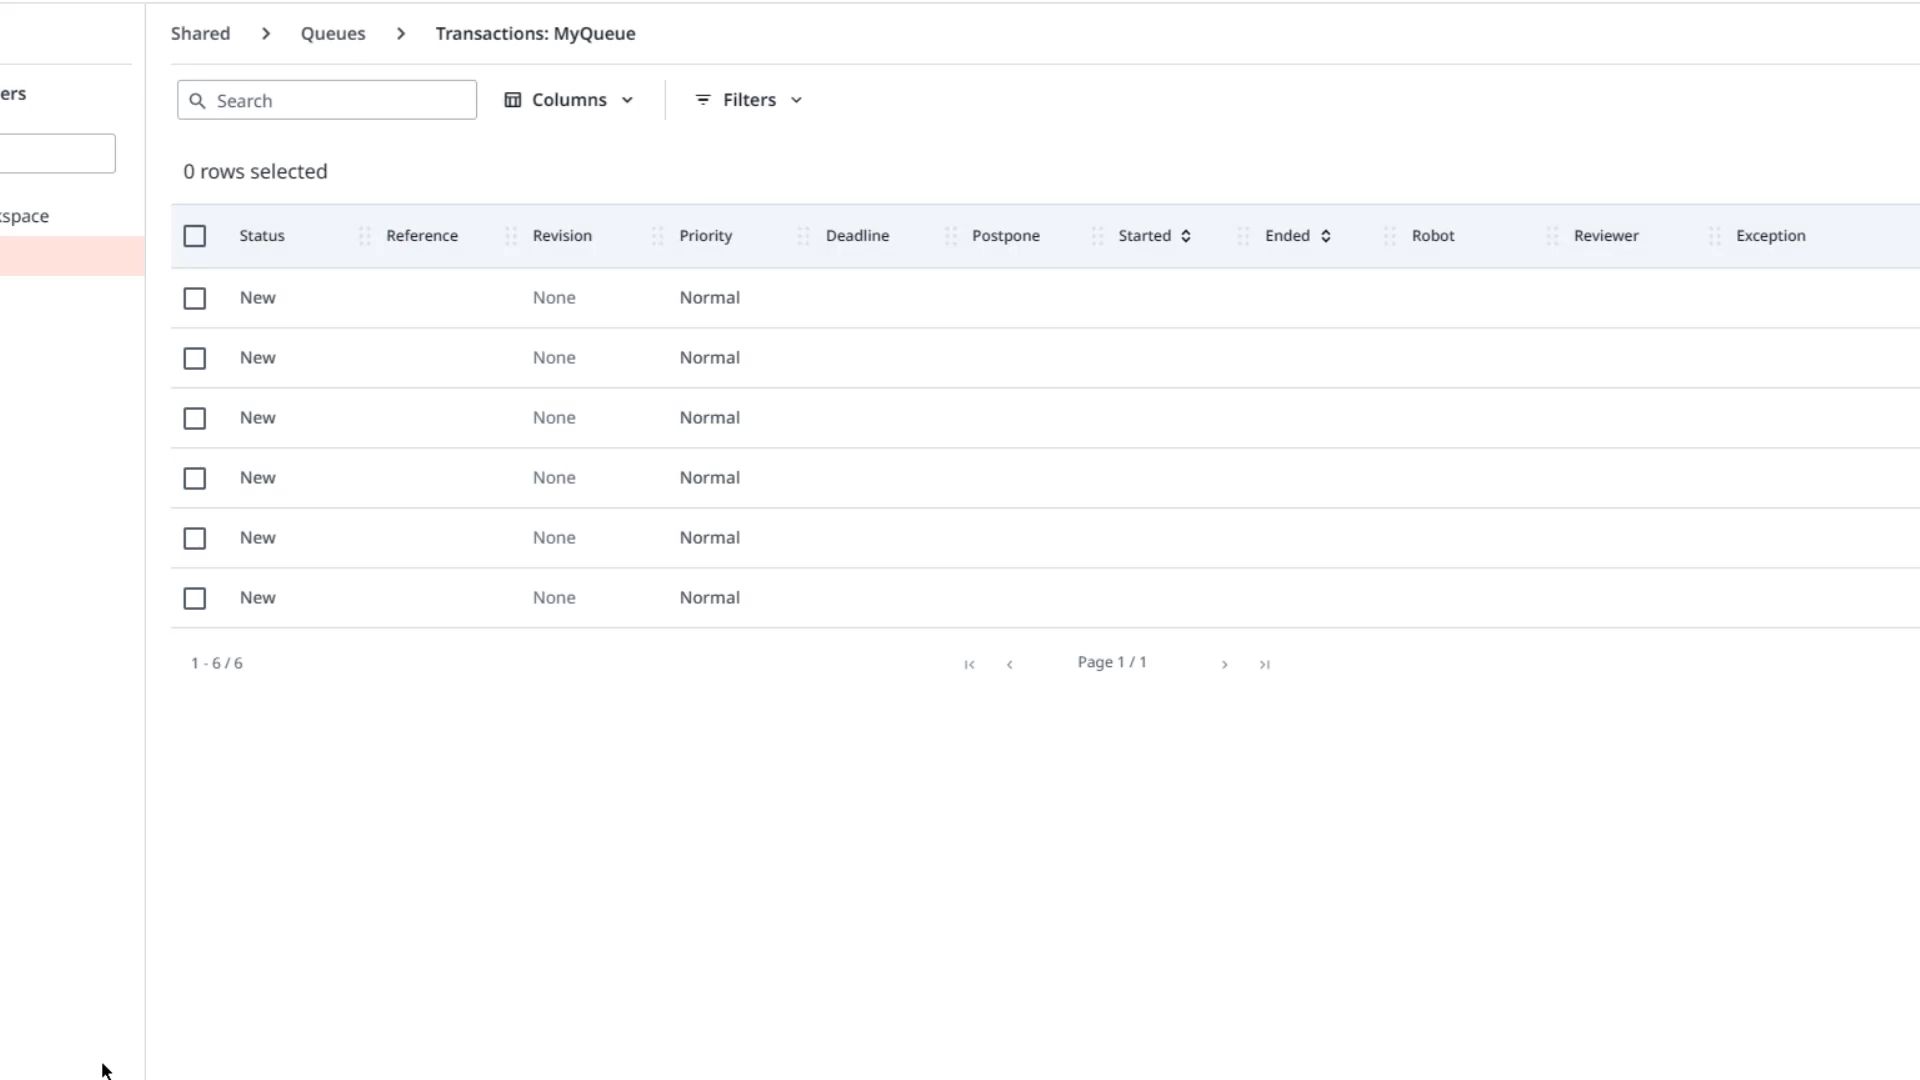 Shared > Queues > Transactions: MyQueue
ers
Search Columns Filters
0 rows selected
space
Status Reference Revision Priority Deadline Postpone Started Ended Robot Reviewer Exception
New None Normal
New None Normal
New None Normal
New None Normal
New None Normal
New None Normal
1 - 6 / 6 Page 1 / 1